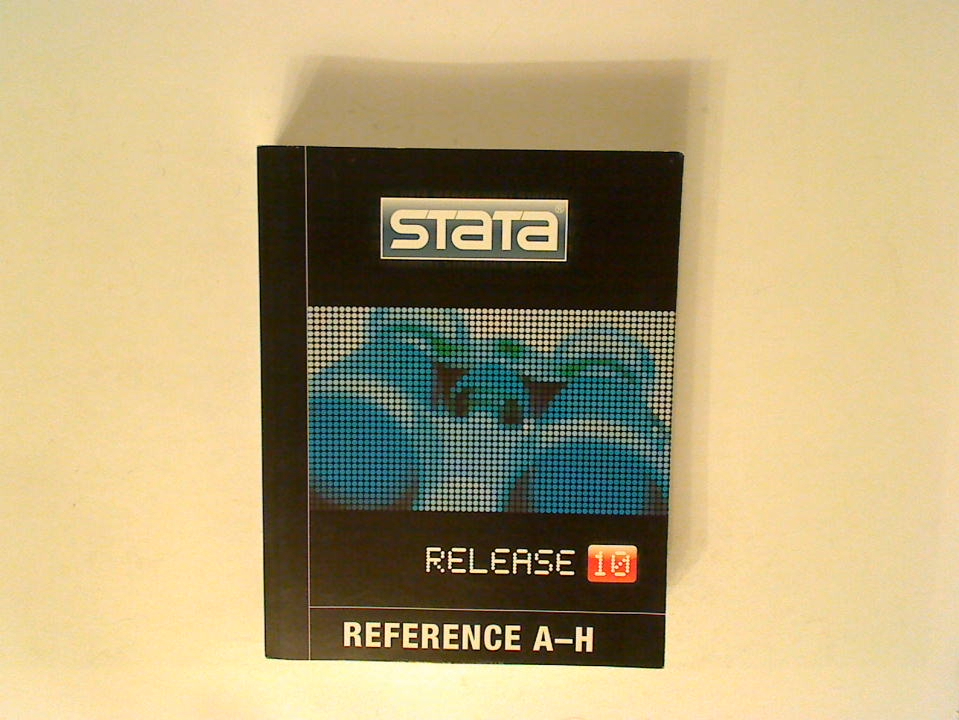 STATA®
RELEASE 10
REFERENCE A–H